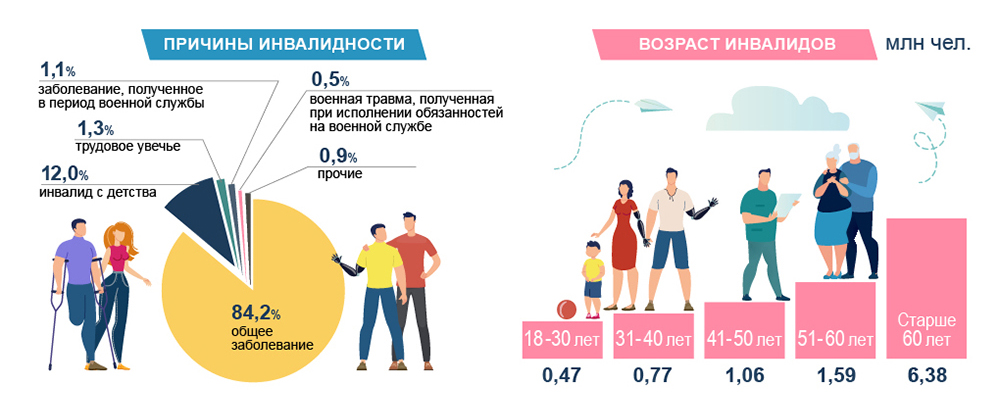 ПРИЧИНЫ ИНВАЛИДНОСТИ
1,1%
заболевание, полученное
в период военной службы
1,3%
трудовое увечье
12,0%
инвалид с детства
0,5%
военная травма, полученная
при исполнении обязанностей
на военной службе
0,9%
прочие
84,2%
общее
заболевание
ВОЗРАСТ ИНВАЛИДОВ
млн чел.
18-30 лет
31-40 лет
41-50 лет
51-60 лет
Старше
60 лет
0,47
0,77
1,06
1,59
6,38